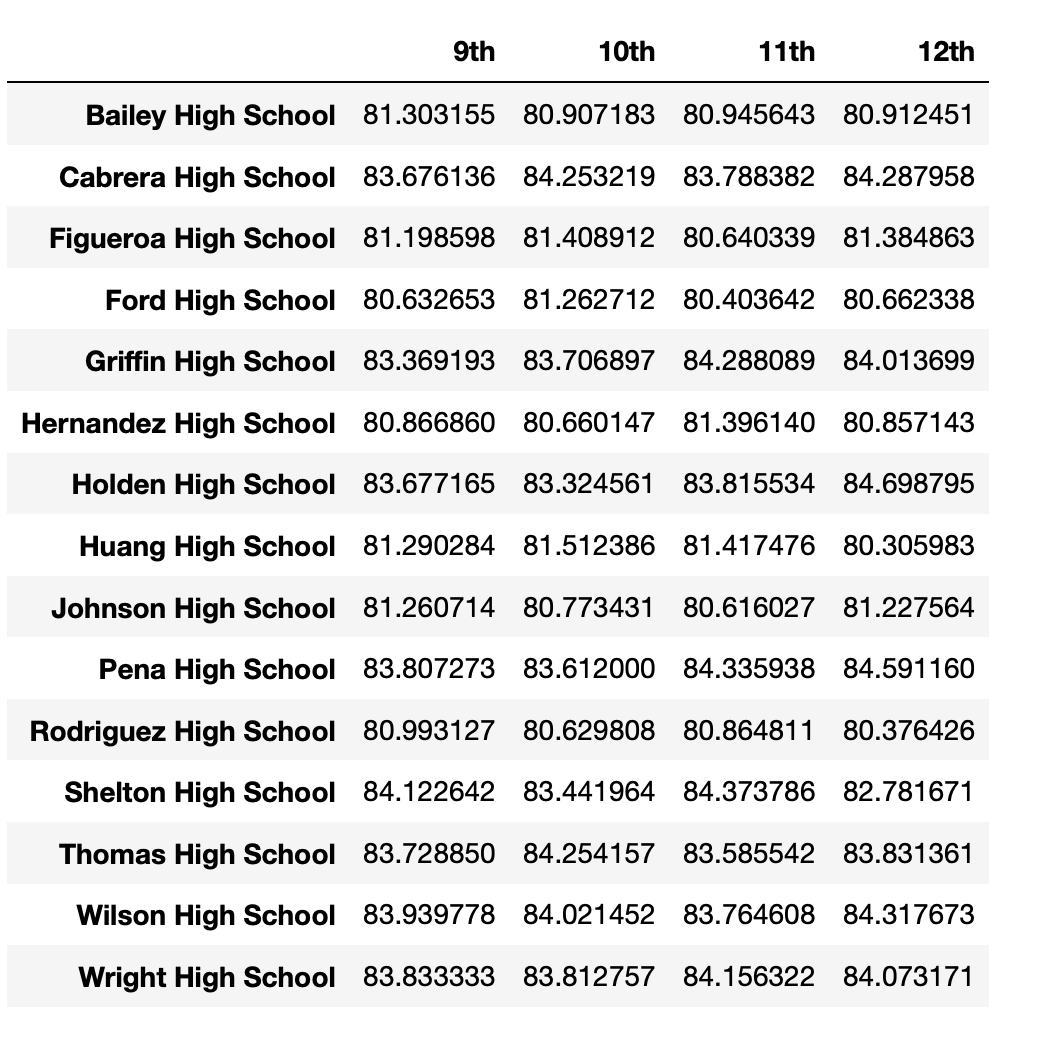 9th 10th 11th 12th
Bailey High School 81.303155 80.907183 80.945643 80.912451
Cabrera High School 83.676136 84.253219 83.788382 84.287958
Figueroa High School 81.198598 81.408912 80.640339 81.384863
Ford High School 80.632653 81.262712 80.403642 80.662338
Griffin High School 83.369193 83.706897 84.288089 84.013699
Hernandez High School 80.866860 80.660147 81.396140 80.857143
Holden High School 83.677165 83.324561 83.815534 84.698795
Huang High School 81.290284 81.512386 81.417476 80.305983
Johnson High School 81.260714 80.773431 80.616027 81.227564
Pena High School 83.807273 83.612000 84.335938 84.591160
Rodriguez High School 80.993127 80.629808 80.864811 80.376426
Shelton High School 84.122642 83.441964 84.373786 82.781671
Thomas High School 83.728850 84.254157 83.585542 83.831361
Wilson High School 83.939778 84.021452 83.764608 84.317673
Wright High School 83.833333 83.812757 84.156322 84.073171